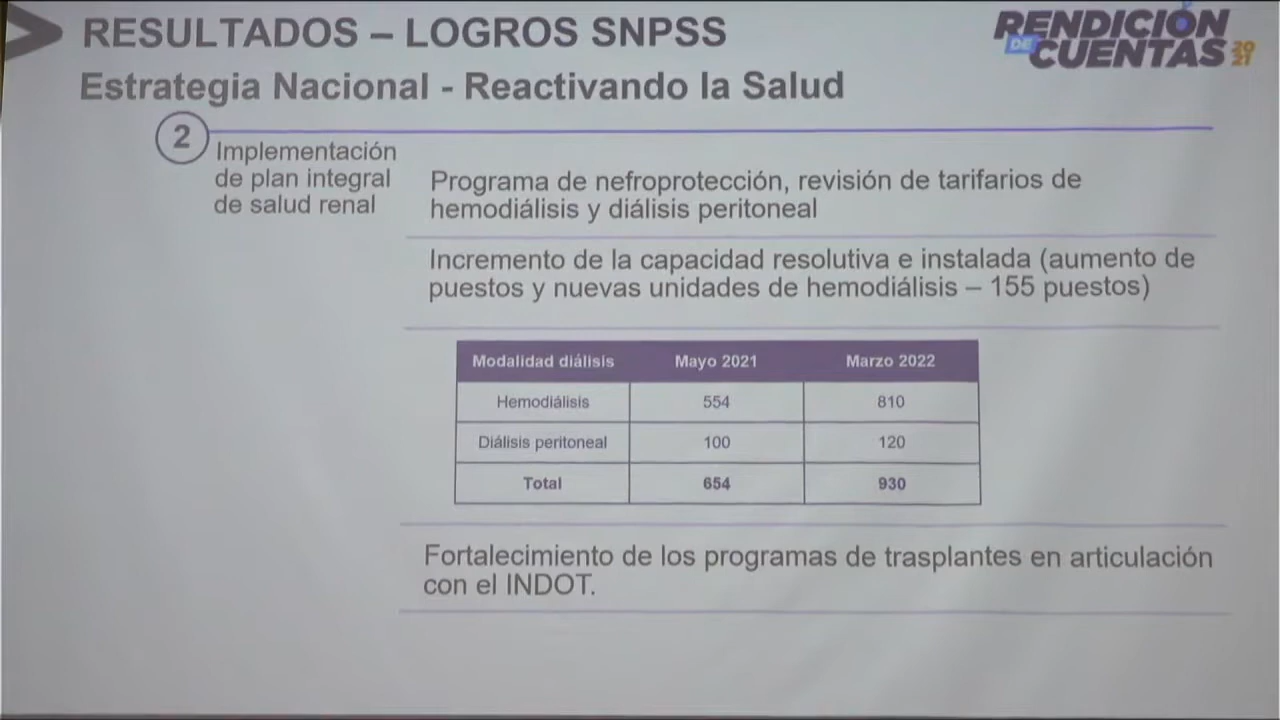 RESULTADOS – LOGROS SNPSS
RENDICIÓN
DE CUENTAS 2021
Estrategia Nacional - Reactivando la Salud
2
Implementación
de plan integral
de salud renal
Programa de nefroprotección, revisión de tarifarios de
hemodiálisis y diálisis peritoneal
Incremento de la capacidad resolutiva e instalada (aumento de
puestos y nuevas unidades de hemodiálisis – 155 puestos)
Modalidad diálisis Mayo 2021 Marzo 2022
Hemodiálisis 554 810
Diálisis peritoneal 100 120
Total 654 930
Fortalecimiento de los programas de trasplantes en articulación
con el INDOT.